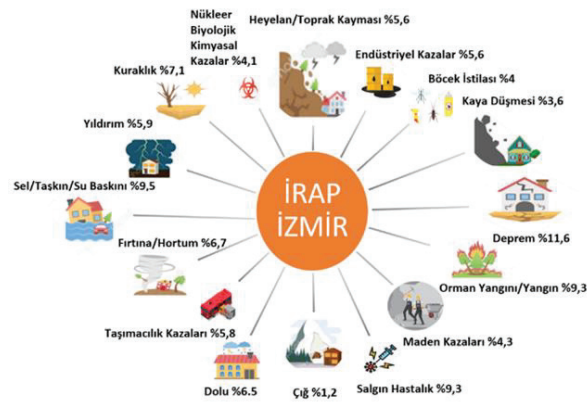 Nükleer
Biyolojik
Kimyasal
Kazalar %4,1
Heyelan/Toprak Kayması %5,6
Endüstriyel Kazalar %5,6
Böcek İstilası %4
Kaya Düşmesi %3,6
Kuraklık %7,1
Yıldırım %5,9
Sel/Taşkın/Su Baskını %9,5
İRAP
İZMİR
Deprem %11,6
Fırtına/Hortum %6,7
Orman Yangını/Yangın %9,3
Taşımacılık Kazaları %5,8
Maden Kazaları %4,3
Dolu %6.5
Çığ %1,2
Salgın Hastalık %9,3